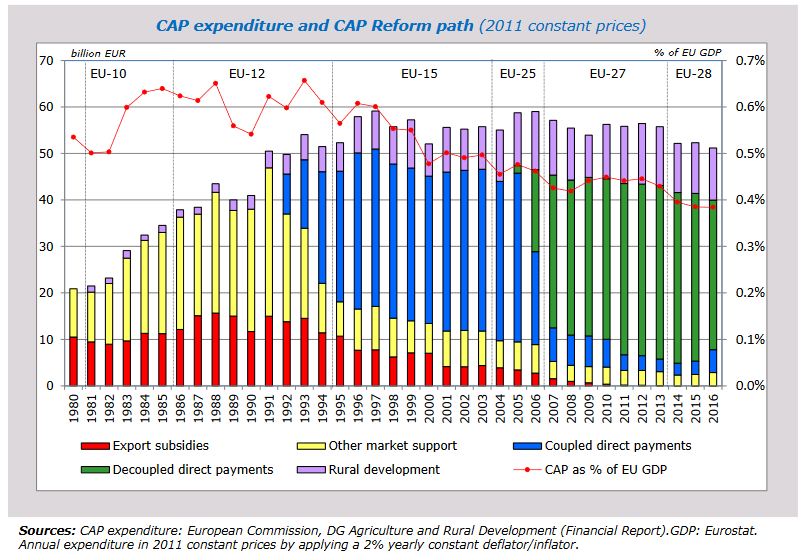 CAP expenditure and CAP Reform path (2011 constant prices)
billion EUR
% of EU GDP
70 0.7%
EU-10 EU-12 EU-15 EU-25 EU-27 EU-28
60 0.6%
50 0.5%
40 0.4%
30 0.3%
20 0.2%
10 0.1%
0 0.0%
1980 1981 1982 1983 1984 1985 1986 1987 1988 1989 1990 1991 1992 1993 1994 1995 1996 1997 1998 1999 2000 2001 2002 2003 2004 2005 2006 2007 2008 2009 2010 2011 2012 2013 2014 2015 2016
Export subsidies Other market support Coupled direct payments
Decoupled direct payments Rural development CAP as % of EU GDP
Sources: CAP expenditure: European Commission, DG Agriculture and Rural Development (Financial Report).GDP: Eurostat.
Annual expenditure in 2011 constant prices by applying a 2% yearly constant deflator/inflator.